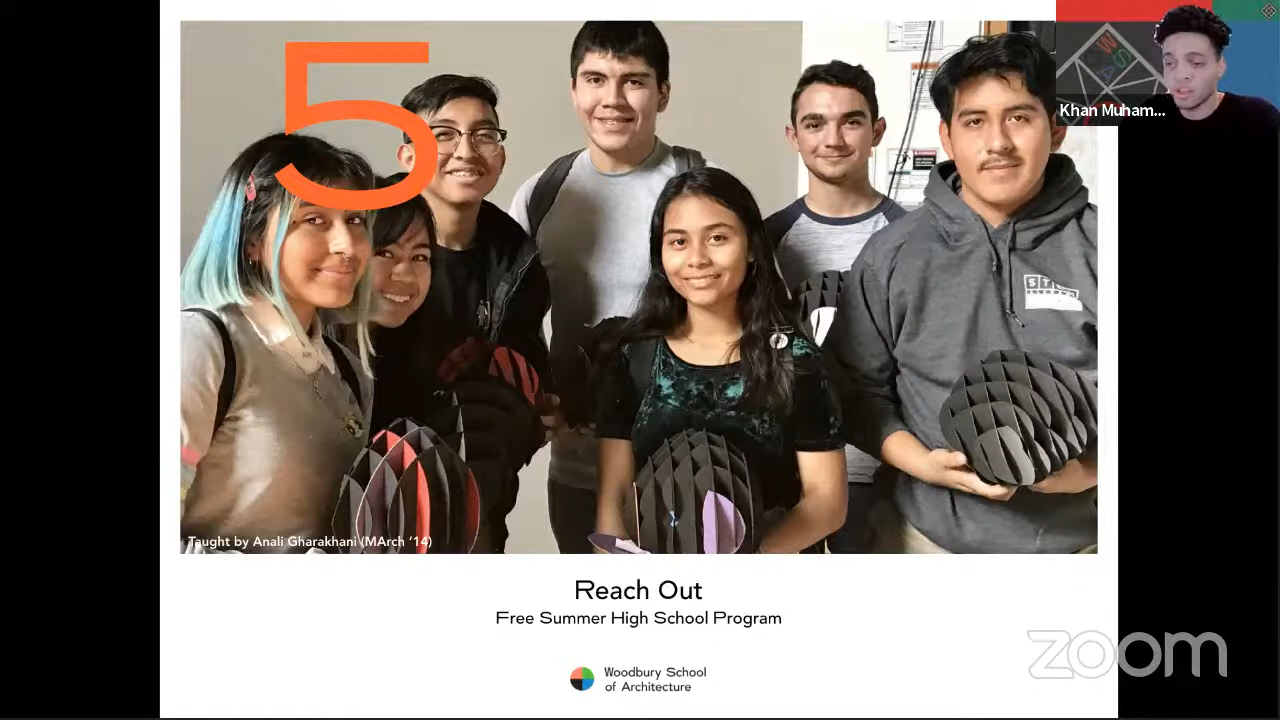 5
Khan Muham...
WSA
Taught by Anali Gharakhani (MArch ‘14)
Reach Out
Free Summer High School Program
Woodbury School
of Architecture
zoom